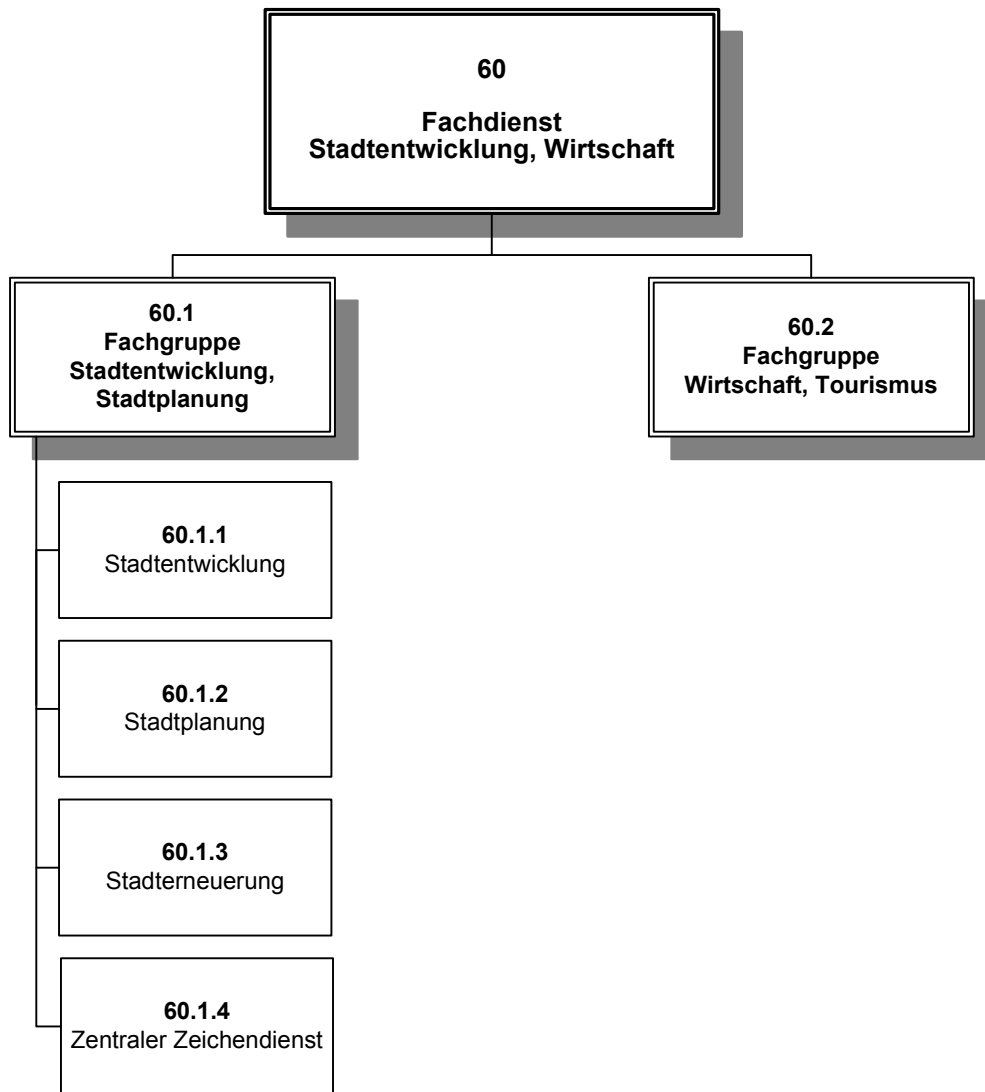 60
Fachdienst
Stadtentwicklung, Wirtschaft
60.1
Fachgruppe
Stadtentwicklung,
Stadtplanung
60.2
Fachgruppe
Wirtschaft, Tourismus
60.1.1
Stadtentwicklung
60.1.2
Stadtplanung
60.1.3
Stadterneuerung
60.1.4
Zentraler Zeichendienst